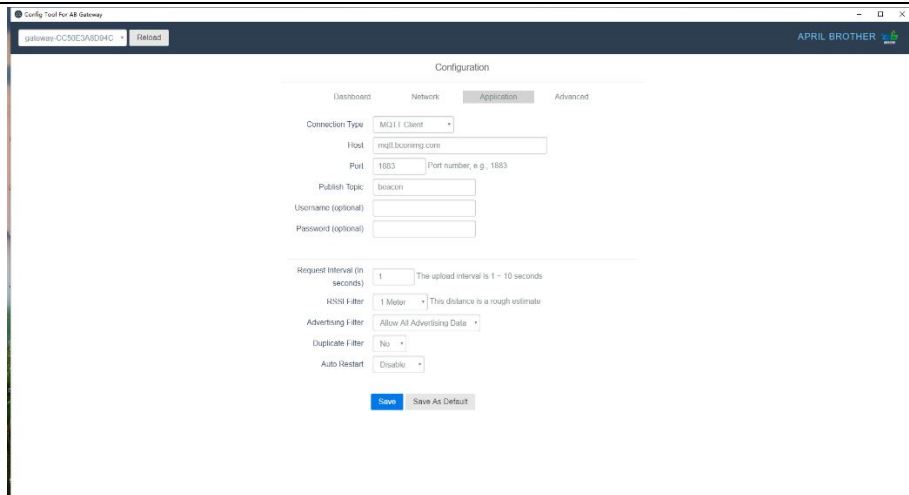 Config Tool For AB Gateway
gateway-CC50E3A8D94C Reload
APRIL BROTHER
Configuration
Dashboard Network Application Advanced
Connection Type MQTT Client
Host mqtt.bconimg.com
Port 1883 Port number, e.g., 1883
Publish Topic beacon
Username (optional)
Password (optional)
Request Interval (in
seconds) 1 The upload interval is 1 ~ 10 seconds
RSSI Filter 1 Meter This distance is a rough estimate
Advertising Filter Allow All Advertising Data
Duplicate Filter No
Auto Restart Disable
Save Save As Default